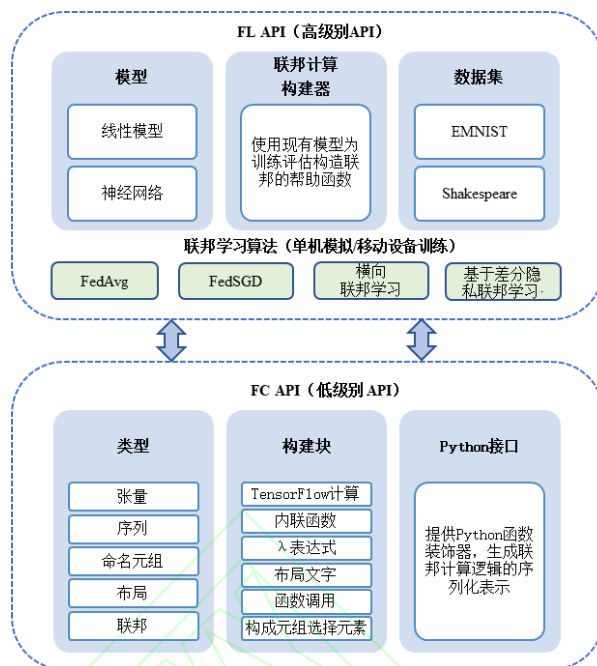 FL API（高级别API）
模型
线性模型
神经网络
联邦计算
构建器
使用现有模型为
训练评估构造联
邦的帮助函数
数据集
EMNIST
Shakespeare
联邦学习算法（单机模拟/移动设备训练）
FedAvg
FedSGD
横向
联邦学习
基于差分隐
私联邦学习·
FC API（低级别 API）
类型
张量
序列
命名元组
布局
联邦
构建块
TensorFlow计算
内联函数
λ表达式
布局文字
函数调用
构成元组选择元素
Python接口
提供Python函数
装饰器，生成联
邦计算逻辑的序
列化表示